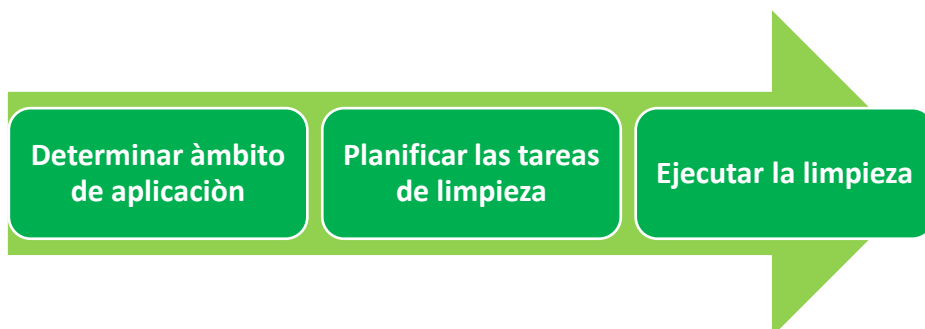 Determinar àmbito
de aplicaciòn
Planificar las tareas
de limpieza
Ejecutar la limpieza